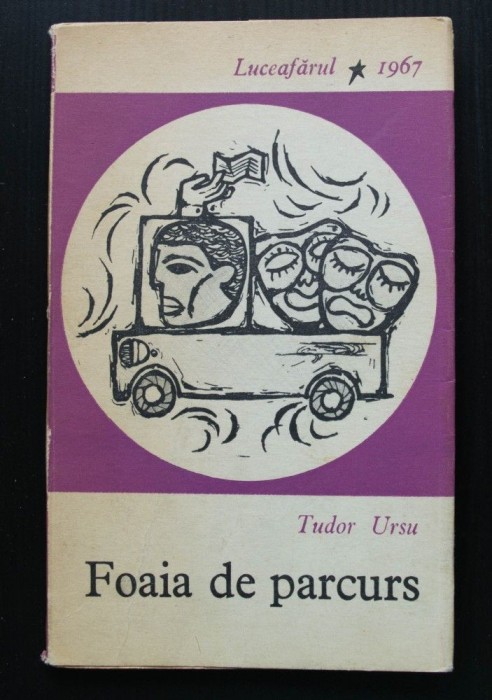 Luceafărul ★ 1967
Tudor Ursu
Foaia de parcurs